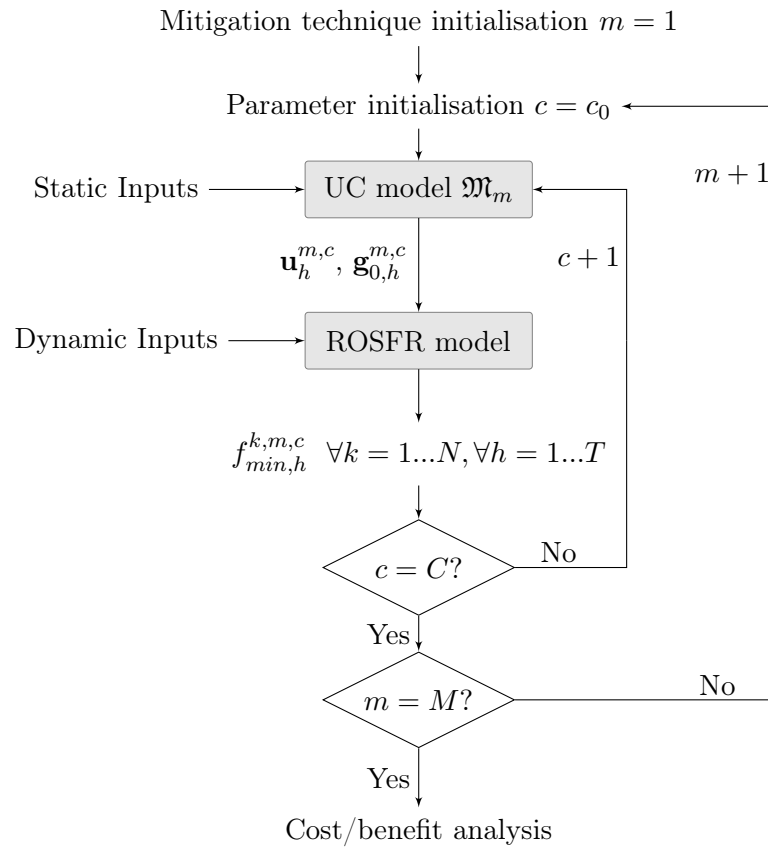 Mitigation technique initialisation m = 1
Parameter initialisation c = c₀
m + 1
Static Inputs
UC model 𝔐ₘ
𝐮_h^{m,c}, 𝐠_{0,h}^{m,c}
c + 1
Dynamic Inputs
ROSFR model
f_{min,h}^{k,m,c} ∀k = 1...N, ∀h = 1...T
c = C?
No
Yes
m = M?
No
Yes
Cost/benefit analysis